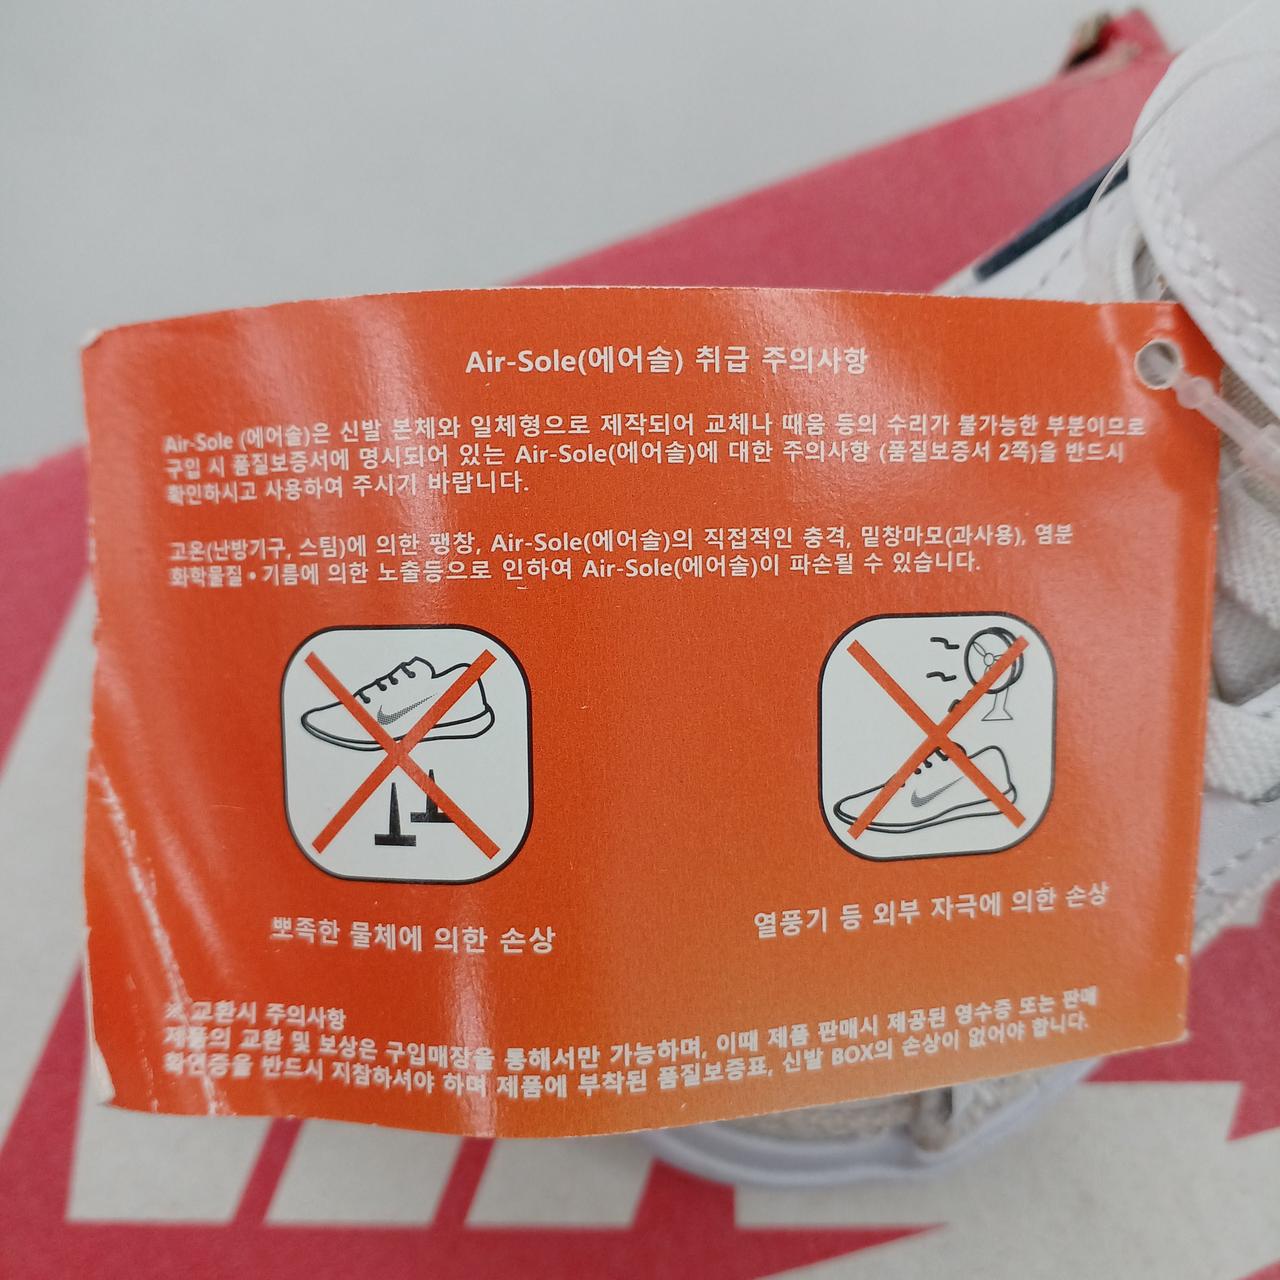 Air-Sole(에어솔) 취급 주의사항
Air-Sole (에어솔)은 신발 본체와 일체형으로 제작되어 교체나 때움 등의 수리가 불가능한 부분이므로
구입 시 품질보증서에 명시되어 있는 Air-Sole(에어솔)에 대한 주의사항 (품질보증서 2쪽)을 반드시
확인하시고 사용하여 주시기 바랍니다.
고온(난방기구, 스팀)에 의한 팽창, Air-Sole(에어솔)의 직접적인 충격, 밑창마모(과사용), 염분
화학물질•기름에 의한 노출등으로 인하여 Air-Sole(에어솔)이 파손될 수 있습니다.
뾰족한 물체에 의한 손상
열풍기 등 외부 자극에 의한 손상
※ 교환시 주의사항
제품의 교환 및 보상은 구입매장을 통해서만 가능하며, 이때 제품 판매시 제공된 영수증 또는 판매
확인증을 반드시 지참하셔야 하며 제품에 부착된 품질보증표, 신발 BOX의 손상이 없어야 합니다.